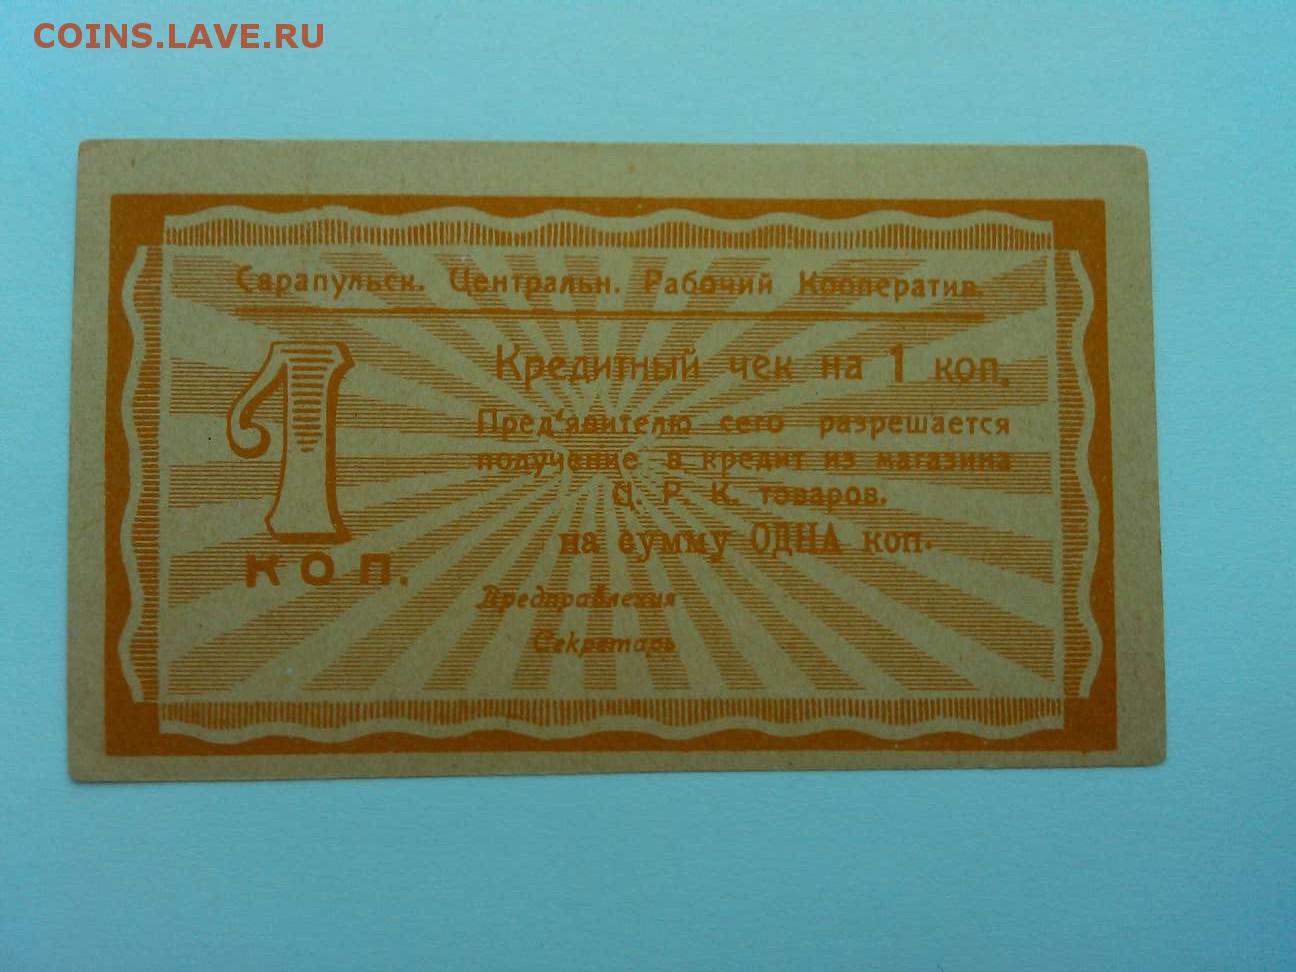 COINS.LAVE.RU
Сарапульск. Центральн. Рабочий Кооператив.
Кредитный чек на 1 коп.
1
коп.
Пред'явителю сего разрешается
получение в кредит из магазина
Ц. Р. К. товаров.
на сумму ОДНА коп.
Предправления
Секретарь